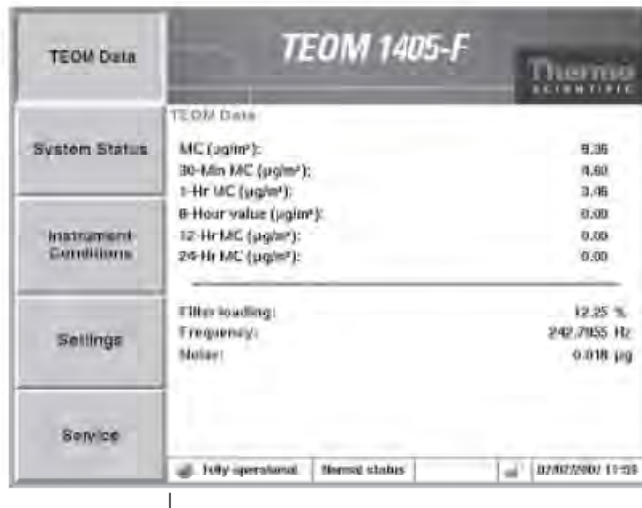 TEOM Data
TEOM 1405-F
Thermo
SCIENTIFIC
System Status
Instrument
Conditions
Settings
Service
TEOM Data
MC (µg/m³):
30-Min MC (µg/m³): 4.60
1-Hr MC (µg/m³): 3.46
8-Hour value (µg/m³): 0.00
12-Hr MC (µg/m³): 0.00
24-Hr MC (µg/m³): 0.00
Filter loading: 12.25 %
Frequency: 242.7955 Hz
Noise: 0.018 µg
Fully operational
Normal status